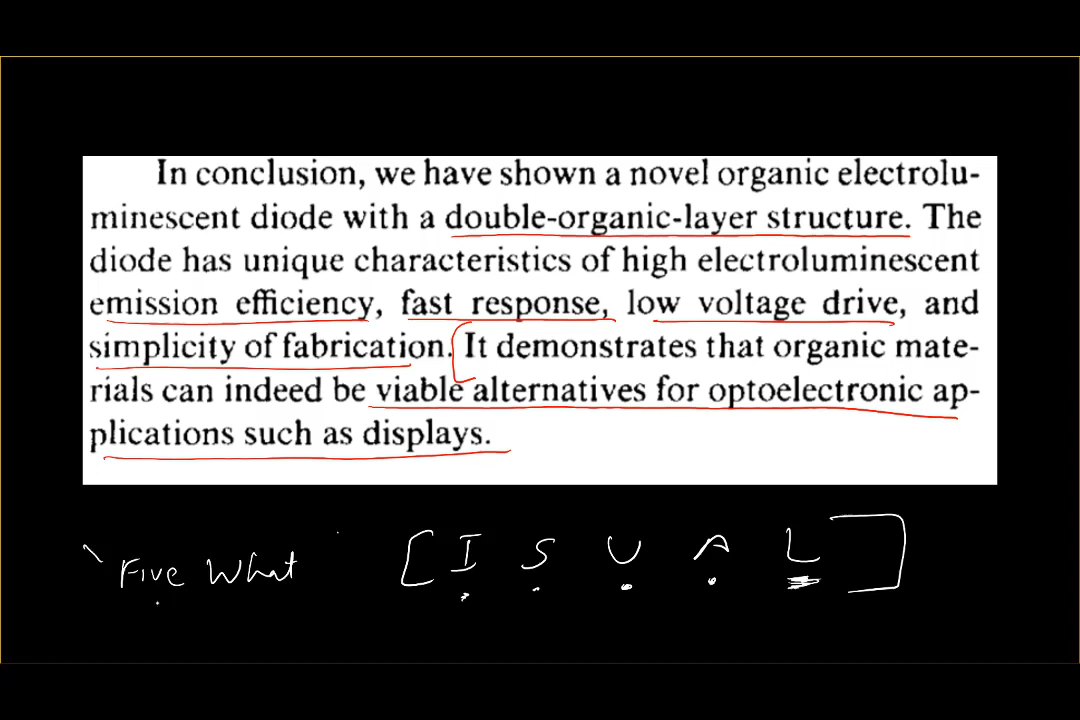 In conclusion, we have shown a novel organic electrolu-
minescent diode with a double-organic-layer structure. The
diode has unique characteristics of high electroluminescent
emission efficiency, fast response, low voltage drive, and
simplicity of fabrication. It demonstrates that organic mate-
rials can indeed be viable alternatives for optoelectronic ap-
plications such as displays.
Five What [I S U A L]